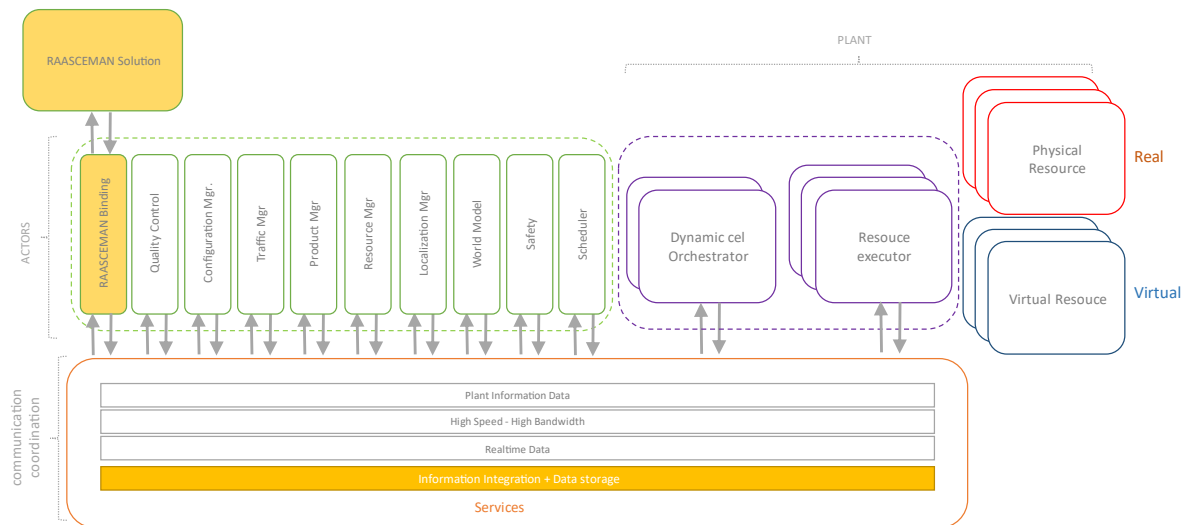 PLANT
RAASCEMAN Solution
ACTORS
RAASCEMAN Binding
Quality Control
Configuration Mgr.
Traffic Mgr
Product Mgr
Resource Mgr
Localization Mgr
World Model
Safety
Scheduler
Dynamic cel
Orchestrator
Resouce
executor
Physical
Resource
Real
Virtual Resouce
Virtual
communication
coordination
Plant Information Data
High Speed - High Bandwidth
Realtime Data
Information Integration + Data storage
Services